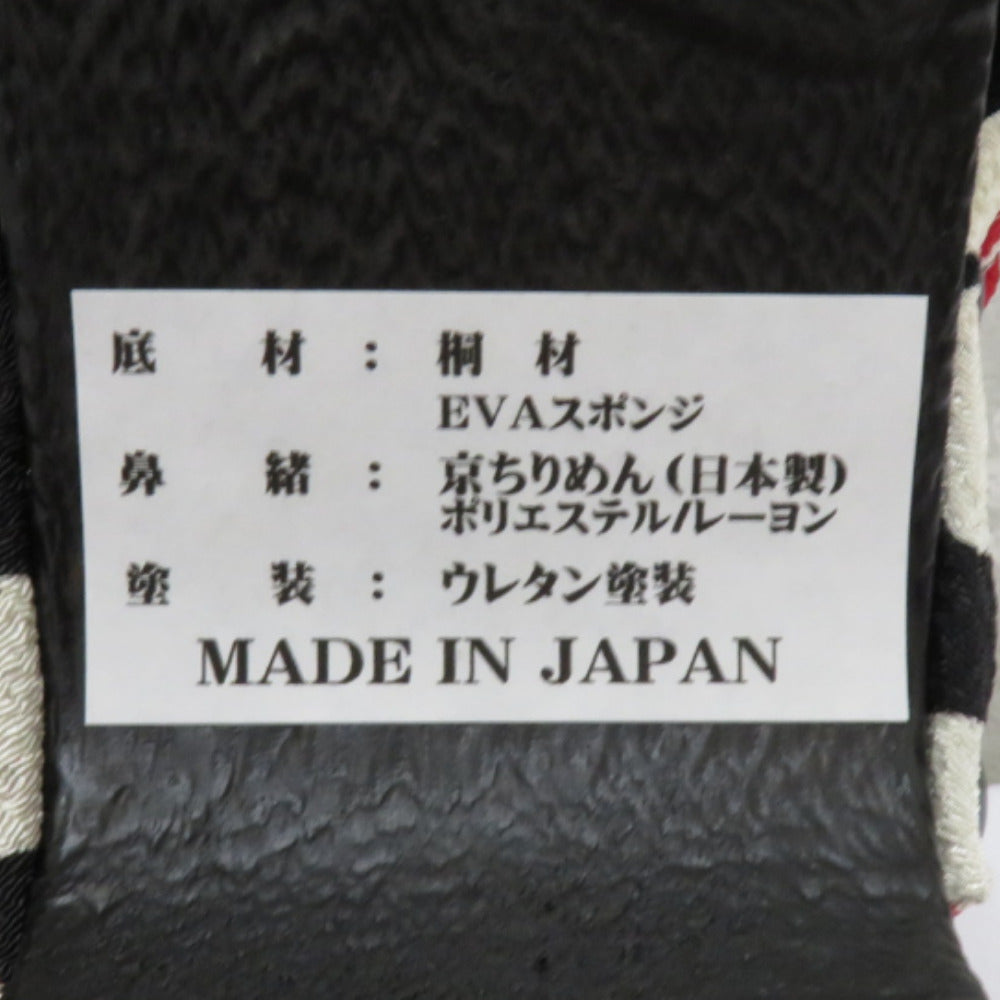 底 材 : 桐 材
EVAスポンジ
鼻 緒 : 京ちりめん(日本製)
ポリエステル/レーヨン
塗 装 : ウレタン塗装
MADE IN JAPAN